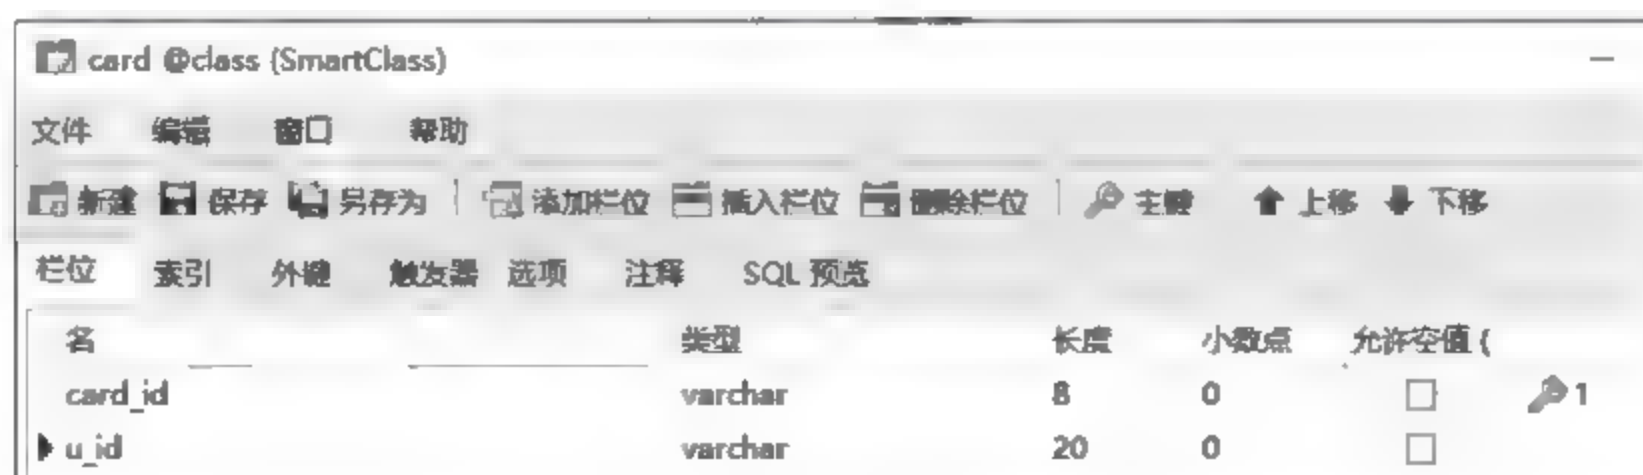 card @class (SmartClass)
文件 编辑 窗口 帮助
新建 保存 另存为 添加栏位 插入栏位 删除栏位 主键 上移 下移
栏位 索引 外键 触发器 选项 注释 SQL 预览
名 类型 长度 小数点 允许空值 (
card_id varchar 8 0 1
u_id varchar 20 0